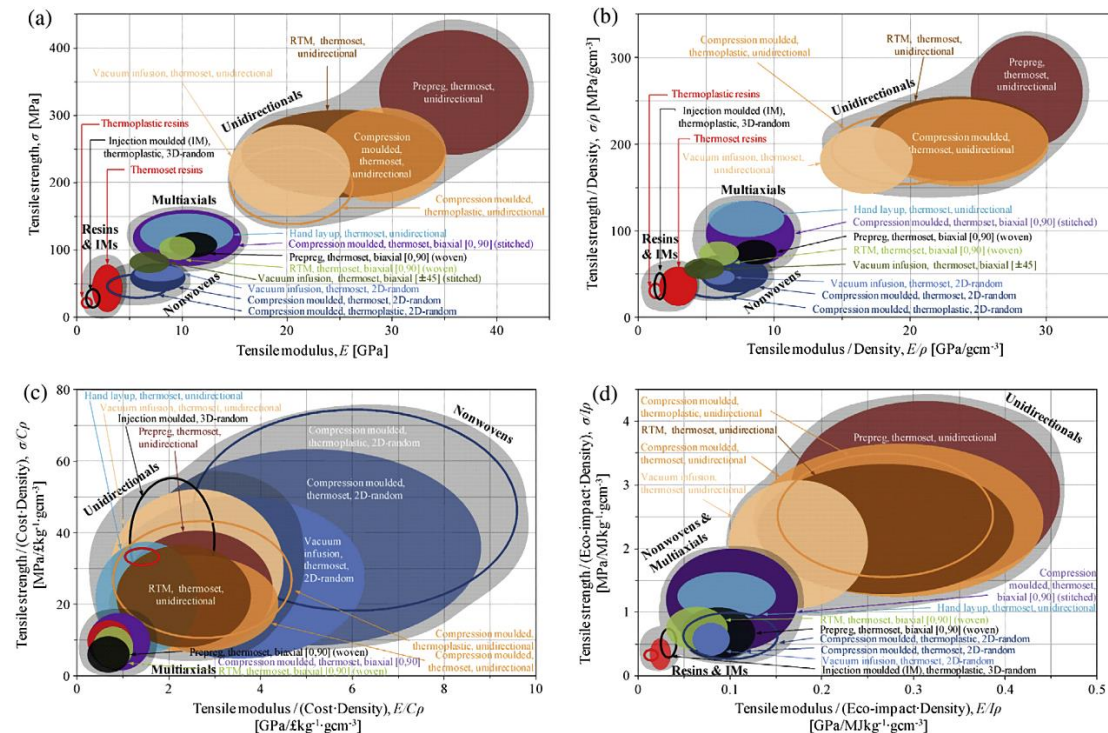 (a)
Tensile strength, σ [MPa]
400
300
200
100
0
0
10
20
30
40
Tensile modulus, E [GPa]
RTM, thermoset,
unidirectional
Vacuum infusion, thermoset, unidirectional
Unidirectionals
Prepreg, thermoset,
unidirectional
Thermoplastic resins
Injection moulded (IM),
thermoplastic, 3D-random
Thermoset resins
Compression
moulded,
thermoset,
unidirectional
Compression moulded,
thermoplastic, unidirectional
Multiaxials
Resins
& IMs
Hand layup, thermoset, unidirectional
Compression moulded, thermoset, biaxial [0,90] (stitched)
Prepreg, thermoset, biaxial [0,90] (woven)
RTM, thermoset, biaxial [0,90] (woven)
Vacuum infusion, thermoset, biaxial [±45] (stitched)
Vacuum infusion, thermoset, 2D-random
Compression moulded, thermoset, 2D-random
Compression moulded, thermoplastic, 2D-random
Nonwovens
(b)
Tensile strength / Density, σ/ρ [MPa/gcm⁻³]
300
200
100
0
0
10
20
30
Tensile modulus / Density, E/ρ [GPa/gcm⁻³]
Compression moulded,
thermoplastic, unidirectional
RTM, thermoset,
unidirectional
Prepreg,
thermoset,
unidirectional
Unidirectionals
Thermoplastic resins
Injection moulded (IM),
thermoplastic, 3D-random
Thermoset resins
Vacuum infusion, thermoset,
unidirectional
Compression moulded,
thermoset, unidirectional
Multiaxials
Resins
& IMs
Hand layup, thermoset, unidirectional
Compression moulded, thermoset, biaxial [0,90] (stitched)
Prepreg, thermoset, biaxial [0,90] (woven)
RTM, thermoset, biaxial [0,90] (woven)
Vacuum infusion, thermoset, biaxial [±45]
Nonwovens
Vacuum infusion, thermoset, 2D-random
Compression moulded, thermoset, 2D-random
Compression moulded, thermoplastic, 2D-random
(c)
Tensile strength / (Cost·Density), σ/Cρ
[MPa/£kg⁻¹·gcm⁻³]
80
60
40
20
0
0
2
4
6
8
10
Tensile modulus / (Cost·Density), E/Cρ
[GPa/£kg⁻¹·gcm⁻³]
Hand layup, thermoset, unidirectional
Vacuum infusion, thermoset, unidirectional
Injection moulded, 3D-random
Prepreg, thermoset,
unidirectional
Unidirectionals
Nonwovens
Compression moulded,
thermoplastic, 2D-random
Compression moulded,
thermoset, 2D-random
Vacuum
infusion,
thermoset,
2D-random
RTM, thermoset,
unidirectional
Compression moulded,
thermoplastic, unidirectional
Compression moulded,
thermoset, unidirectional
Prepreg, thermoset, biaxial [0,90] (woven)
Compression moulded, thermoset, biaxial [0,90]
RTM, thermoset, biaxial [0,90] (woven)
Multiaxials
(d)
Tensile strength / (Eco-impact·Density), σ/Iρ
[MPa/MJkg⁻¹·gcm⁻³]
4
3
2
1
0
0
0.1
0.2
0.3
0.4
0.5
Tensile modulus / (Eco-impact·Density), E/Iρ
[GPa/MJkg⁻¹·gcm⁻³]
Compression moulded,
thermoplastic, unidirectional
RTM, thermoset, unidirectional
Compression moulded,
thermoset, unidirectional
Vacuum infusion,
thermoset, unidirectional
Unidirectionals
Prepreg, thermoset, unidirectional
Nonwovens &
Multiaxials
Compression
moulded,
thermoset,
biaxial [0,90] (stitched)
Hand layup, thermoset, unidirectional
RTM, thermoset, biaxial [0,90] (woven)
Prepreg, thermoset, biaxial [0,90] (woven)
Compression moulded, thermoplastic, 2D-random
Compression moulded, thermoset, 2D-random
Vacuum infusion, thermoset, 2D-random
Injection moulded (IM), thermoplastic, 3D-random
Resins & IMs